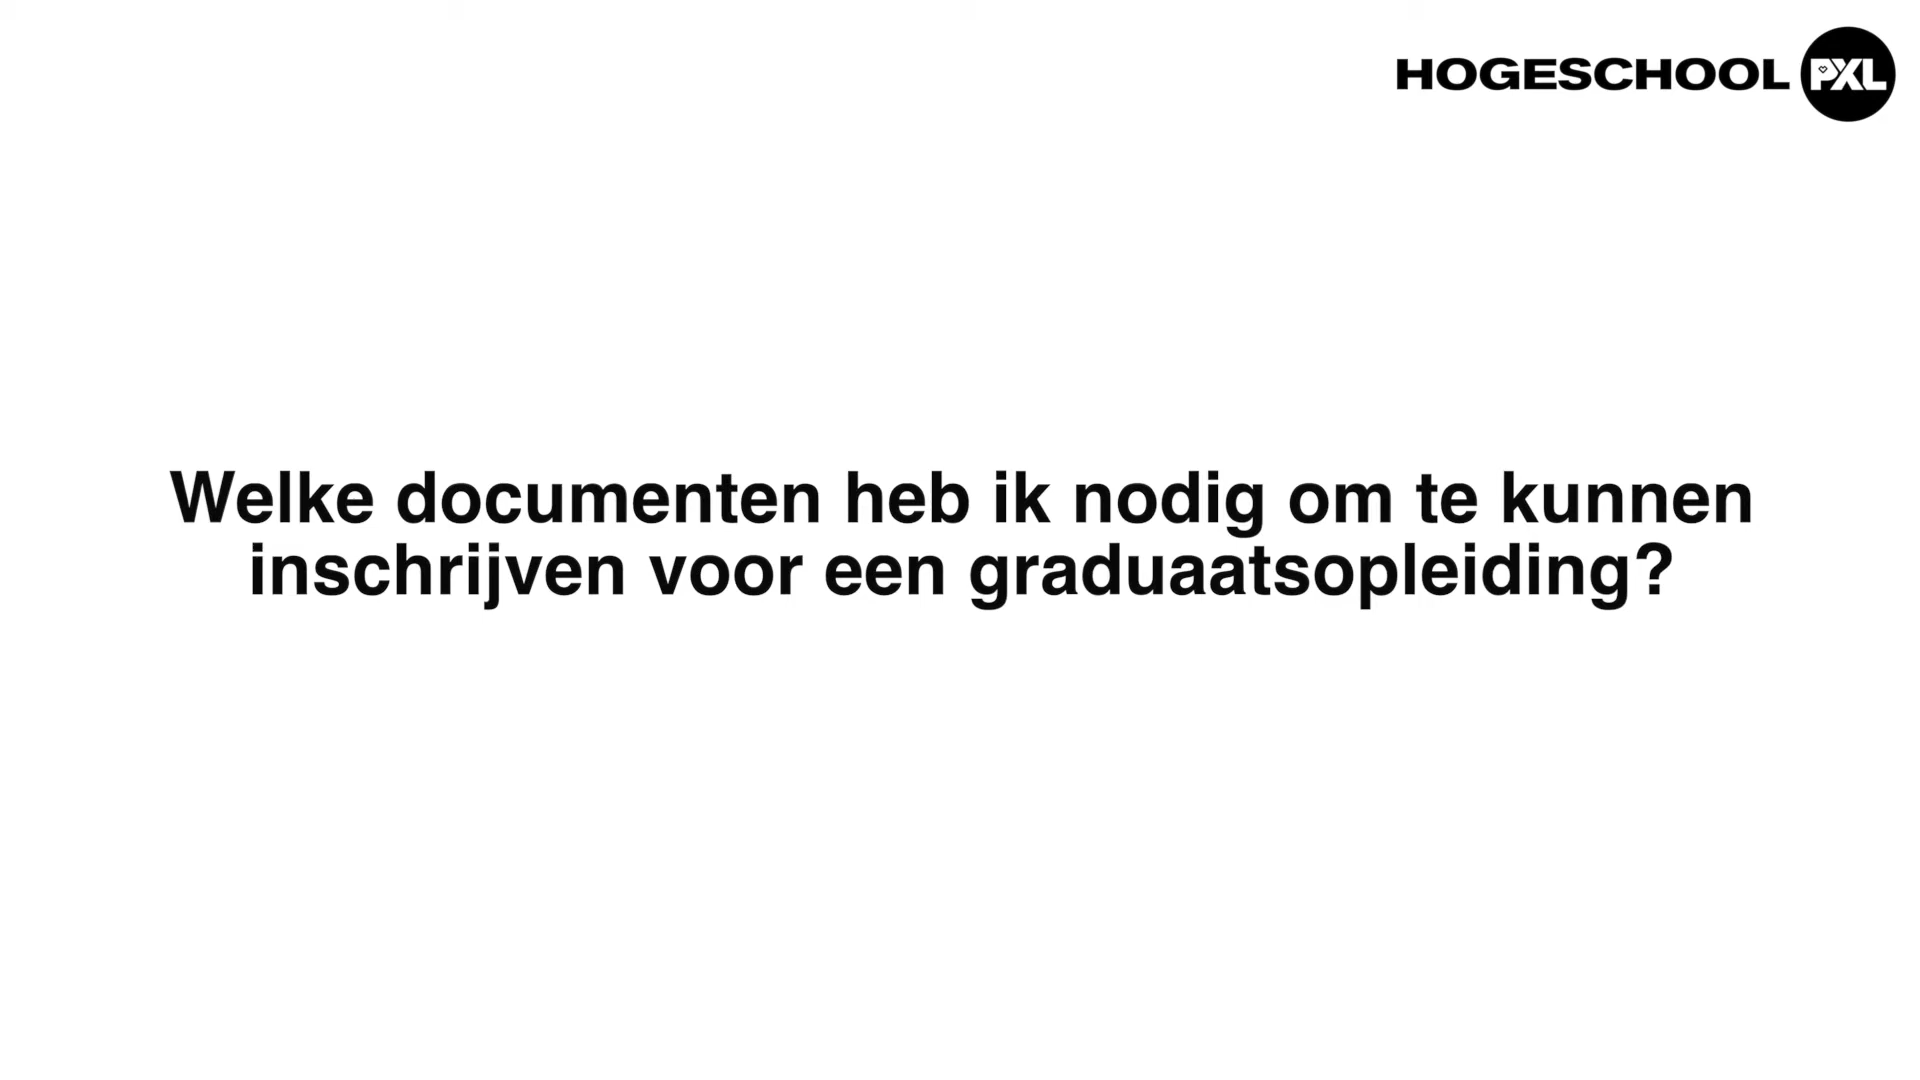 HOGESCHOOL PXL
Welke documenten heb ik nodig om te kunnen
inschrijven voor een graduaatsopleiding?